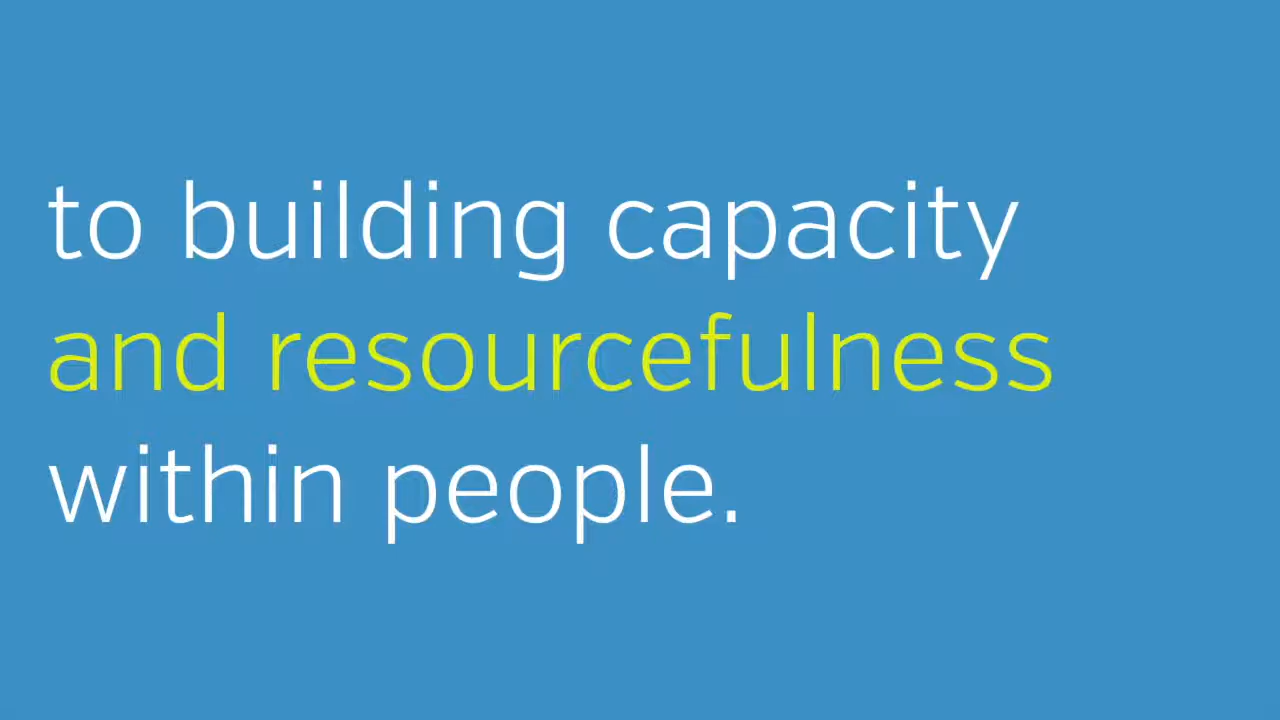 to building capacity
and resourcefulness
within people.